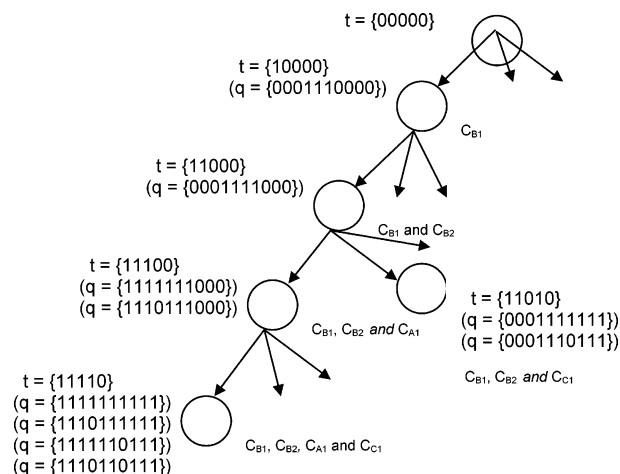 t = {00000}
t = {10000}
(q = {0001110000})
C_B1
t = {11000}
(q = {0001111000})
C_B1 and C_B2
t = {11100}
(q = {1111111000})
(q = {1110111000})
C_B1, C_B2 and C_A1
t = {11010}
(q = {0001111111})
(q = {0001110111})
C_B1, C_B2 and C_C1
t = {11110}
(q = {1111111111})
(q = {1110111111})
(q = {1111110111})
(q = {1110110111})
C_B1, C_B2, C_A1 and C_C1